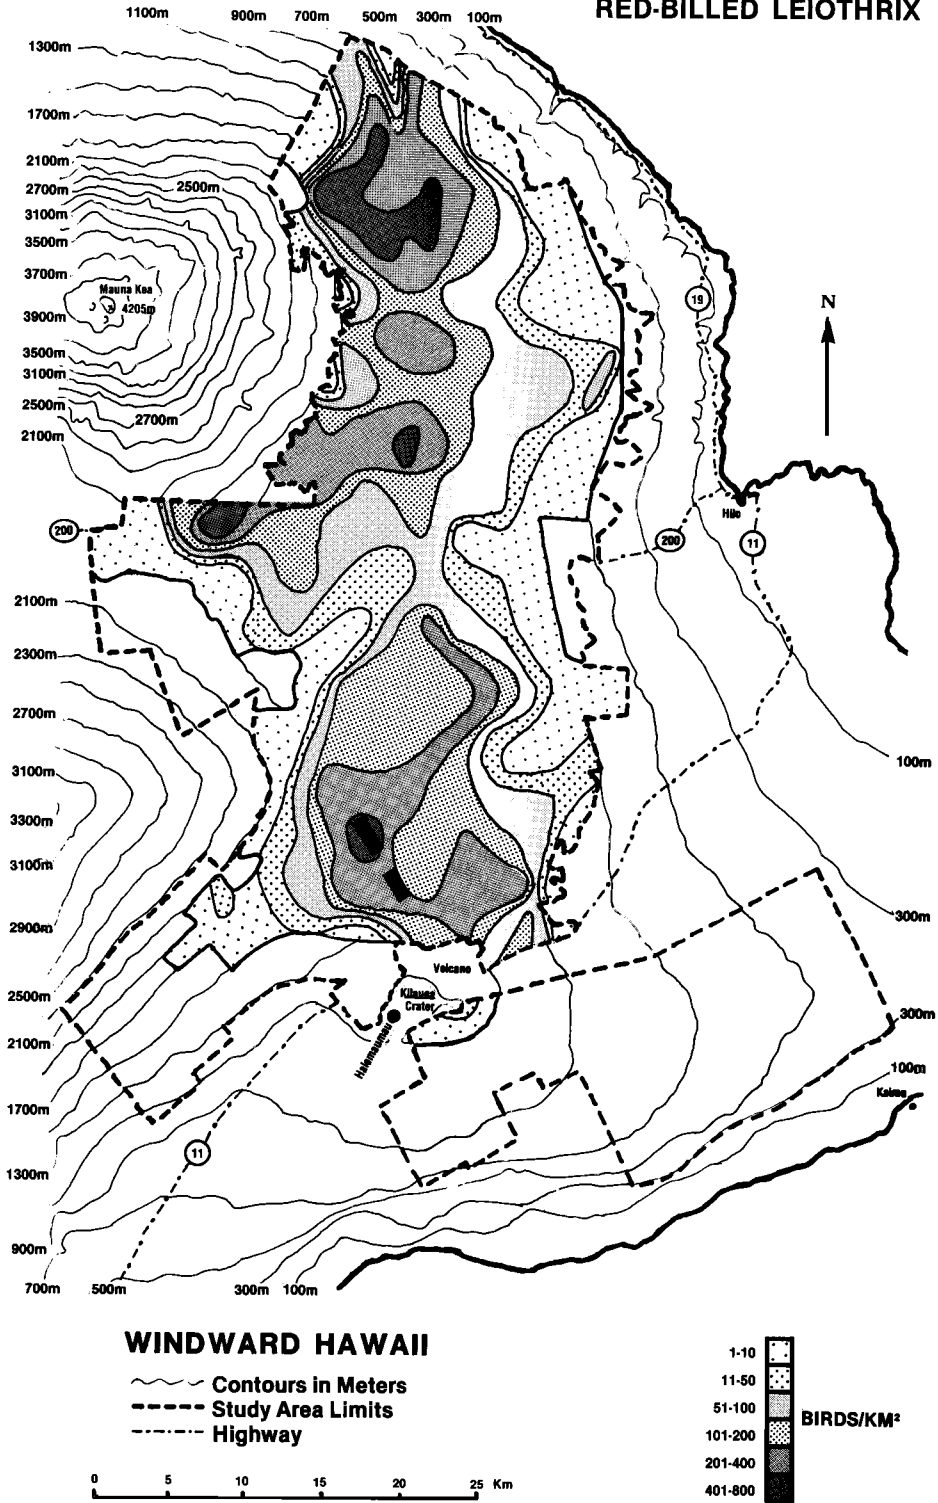 RED-BILLED LEIOTHRIX
1100m
900m
700m
500m
300m
100m
1300m
1700m
2100m
2700m
2500m
3100m
3500m
3700m
Mauna Kea
4205m
3900m
3500m
3100m
2500m
2700m
2100m
19
N
Hilo
200
200
11
2100m
2300m
2700m
3100m
3300m
3100m
2900m
2500m
2100m
1700m
1300m
900m
700m
500m
300m
100m
100m
300m
300m
100m
Volcano
Kilauea
Crater
Halemaumau
Kalapana
11
WINDWARD HAWAII
Contours in Meters
Study Area Limits
Highway
0 5 10 15 20 25 Km
1-10
11-50
51-100
101-200
201-400
401-800
BIRDS/KM²